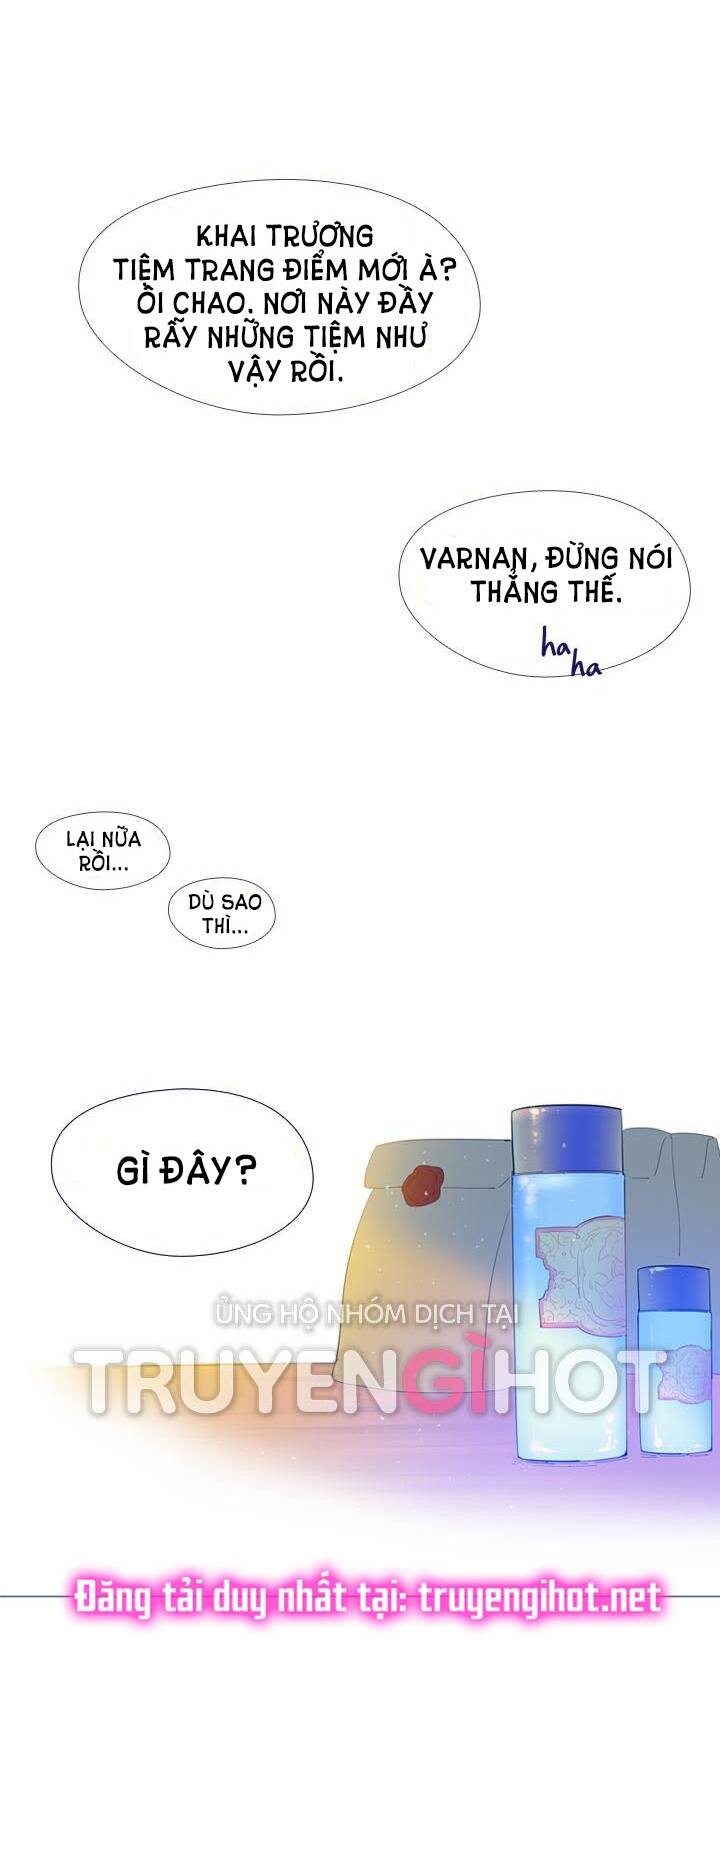 KHAI TRƯƠNG
TIỆM TRANG ĐIỂM MỚI À?
ÔI CHAO. NƠI NÀY ĐẦY
RẪY NHỮNG TIỆM NHƯ
VẬY RỒI.
VARNAN, ĐỪNG NÓI
THẲNG THẾ.
ha
ha
LẠI NỮA
RỒI...
DÙ SAO
THÌ...
GÌ ĐÂY?
ỦNG HỘ NHÓM DỊCH TẠI
TRUYENGIHOT
Đăng tải duy nhất tại: truyengihot.net